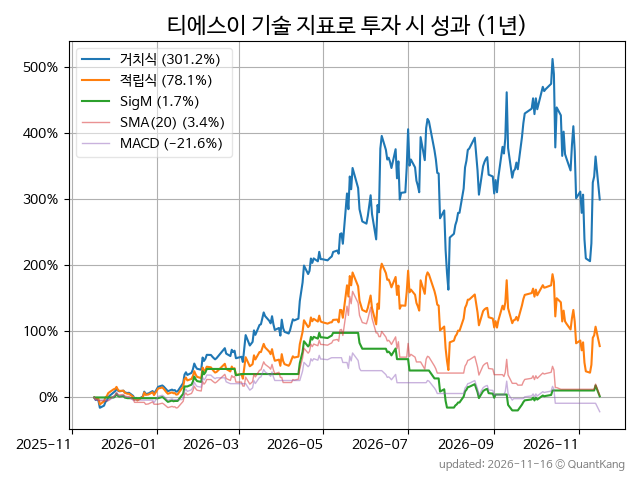 티에스이 기술 지표로 투자 시 성과 (1년)
거치식 (301.2%)
적립식 (78.1%)
SigM (1.7%)
SMA(20) (3.4%)
MACD (-21.6%)
500%
400%
300%
200%
100%
0%
2025-11 2026-01 2026-03 2026-05 2026-07 2026-09 2026-11
updated: 2026-11-16 © QuantKang